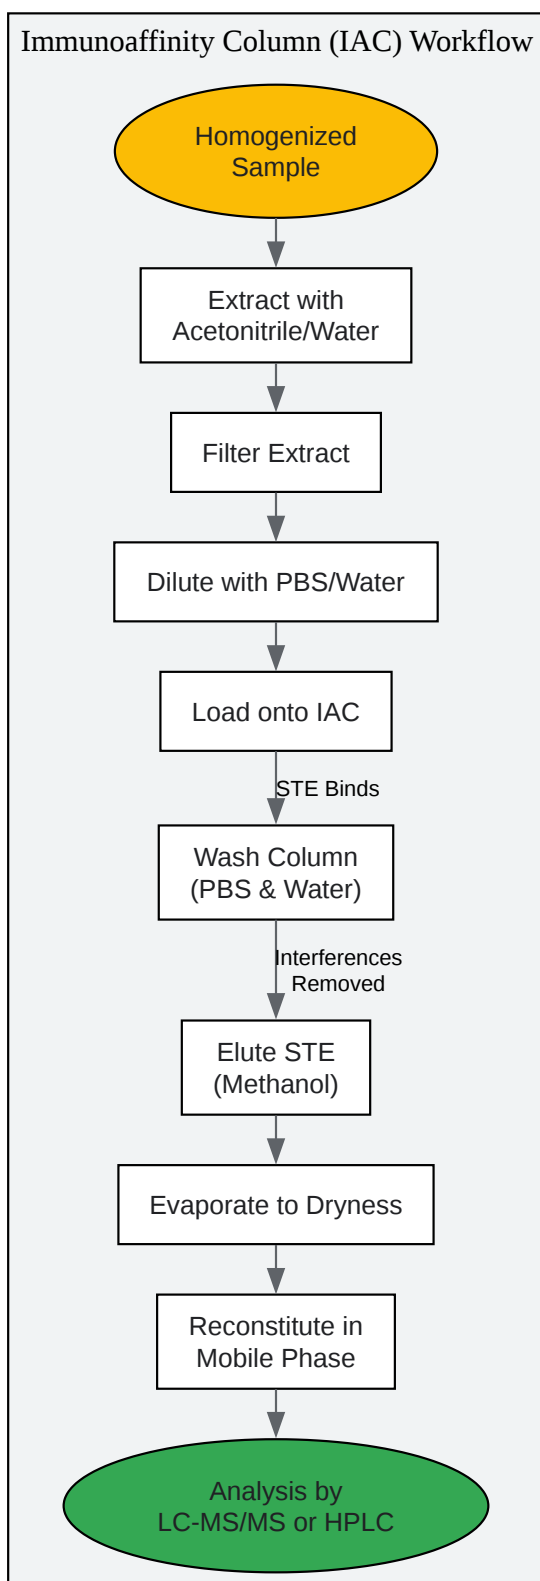 Immunoaffinity Column (IAC) Workflow
Homogenized
Sample
Extract with
Acetonitrile/Water
Filter Extract
Dilute with PBS/Water
Load onto IAC
STE Binds
Wash Column
(PBS & Water)
Interferences
Removed
Elute STE
(Methanol)
Evaporate to Dryness
Reconstitute in
Mobile Phase
Analysis by
LC-MS/MS or HPLC